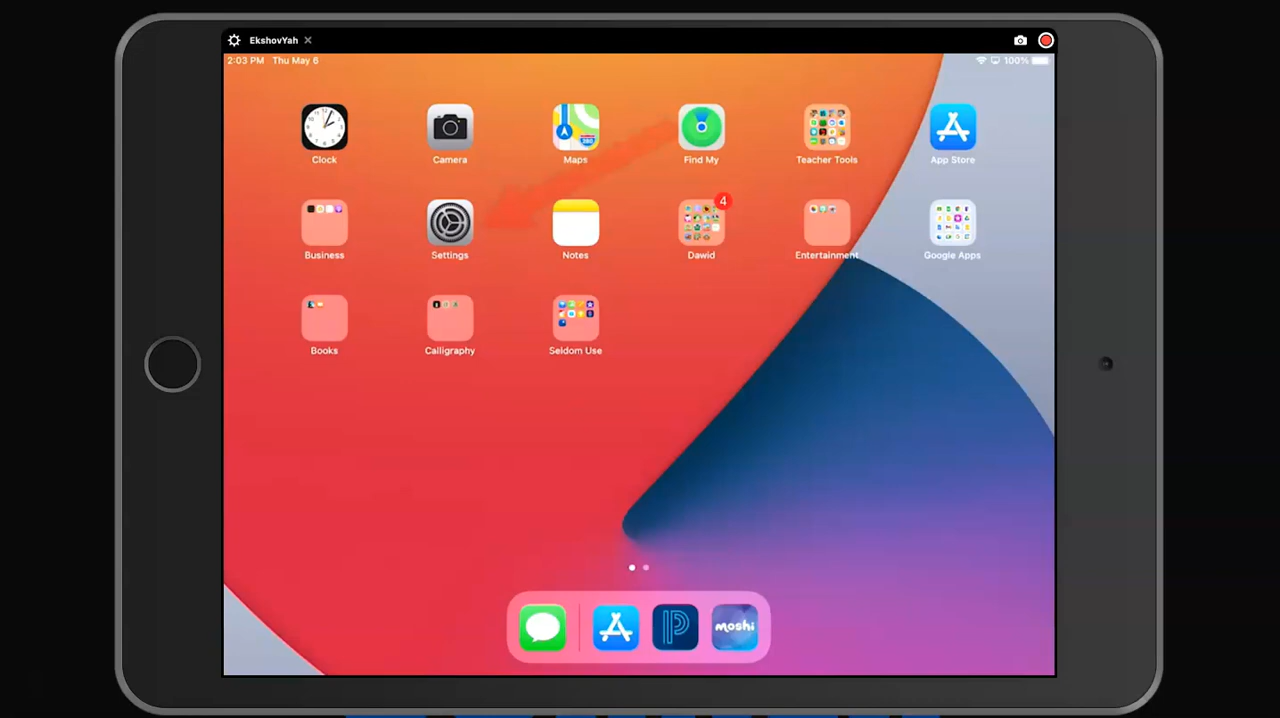 EkshovYah
2:03 PM Thu May 6 100%
Clock Camera Maps Find My Teacher Tools App Store
4
Business Settings Notes Dawid Entertainment Google Apps
Books Calligraphy Seldom Use
moshi